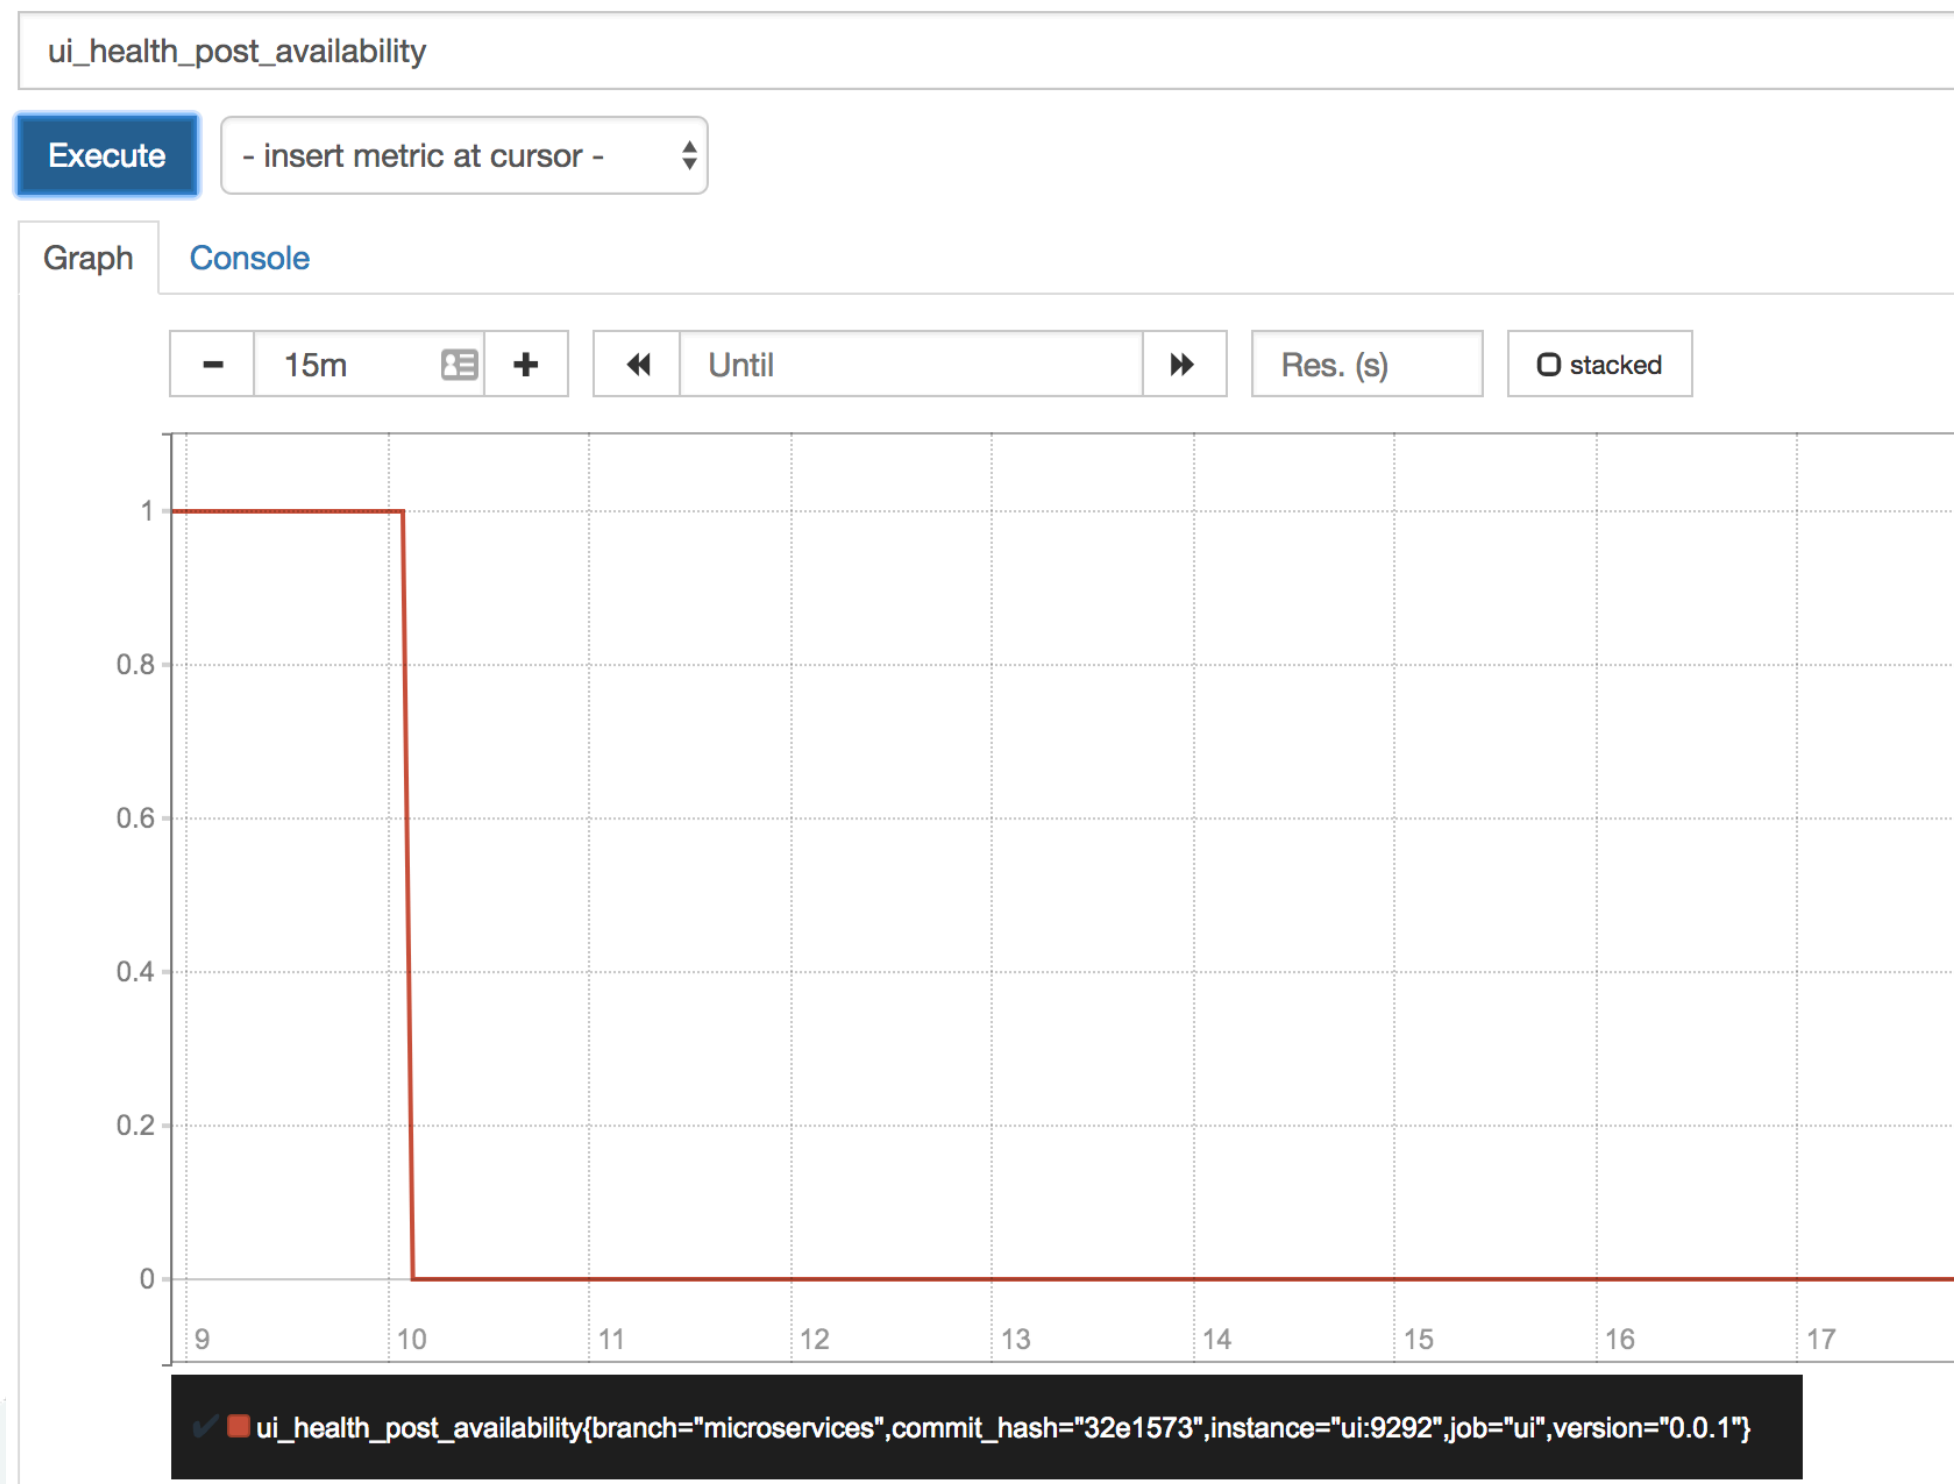 ui_health_post_availability
Execute
- insert metric at cursor -
Graph Console
15m Until Res. (s) stacked
1
0.8
0.6
0.4
0.2
0
9 10 11 12 13 14 15 16 17
ui_health_post_availability{branch="microservices",commit_hash="32e1573",instance="ui:9292",job="ui",version="0.0.1"}